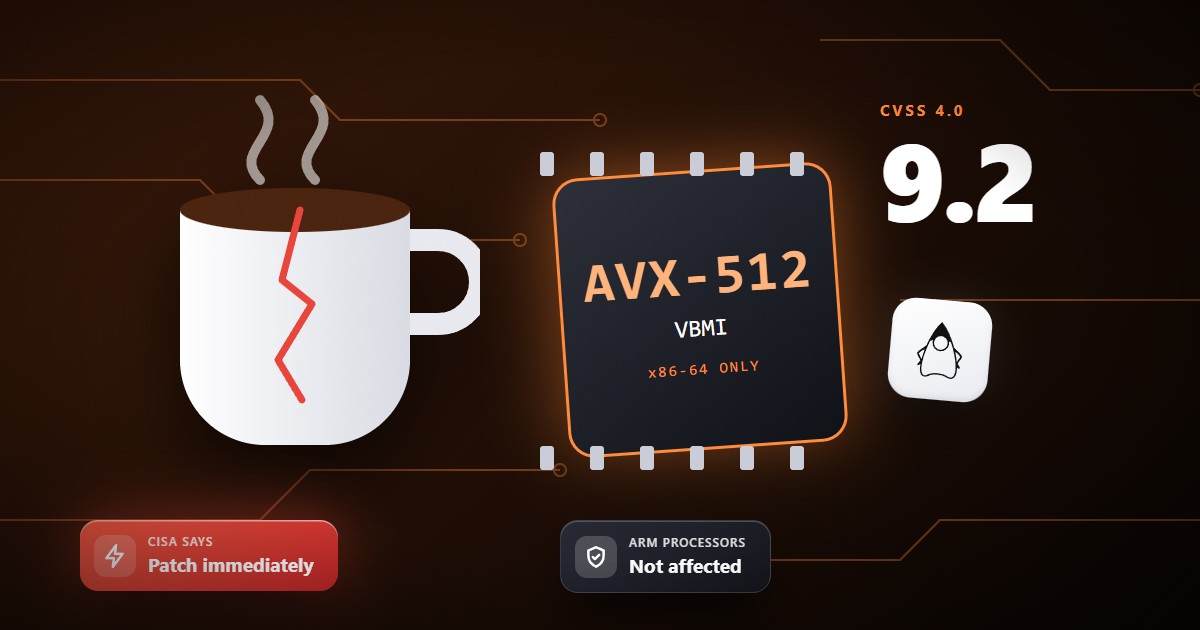 CVSS 4.0
9.2
AVX-512
VBMI
x86-64 ONLY
CISA SAYS
Patch immediately
ARM PROCESSORS
Not affected